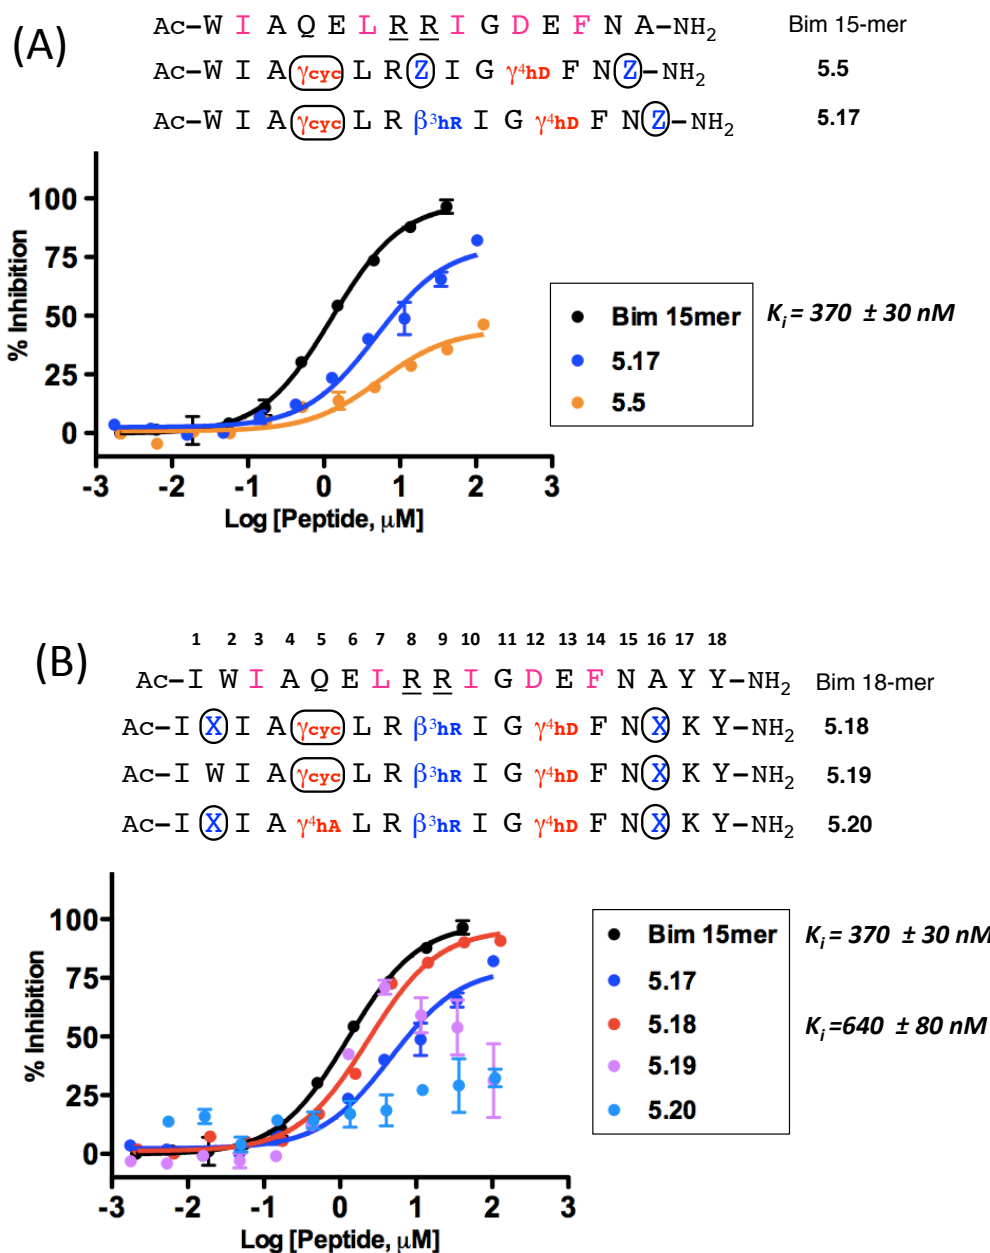 (A)
Ac–W I A Q E L R R I G D E F N A–NH₂ Bim 15-mer
Ac–W I A γcyc L R Z I G γ⁴hD F N Z–NH₂ 5.5
Ac–W I A γcyc L R β³hR I G γ⁴hD F N Z–NH₂ 5.17
% Inhibition
100
75
50
25
0
-3 -2 -1 0 1 2 3
Log [Peptide, μM]
Bim 15mer Kᵢ = 370 ± 30 nM
5.17
5.5
(B)
1 2 3 4 5 6 7 8 9 10 11 12 13 14 15 16 17 18
Ac–I W I A Q E L R R I G D E F N A Y Y–NH₂ Bim 18-mer
Ac–I X I A γcyc L R β³hR I G γ⁴hD F N X K Y–NH₂ 5.18
Ac–I W I A γcyc L R β³hR I G γ⁴hD F N X K Y–NH₂ 5.19
Ac–I X I A γ⁴hA L R β³hR I G γ⁴hD F N X K Y–NH₂ 5.20
% Inhibition
100
75
50
25
0
-3 -2 -1 0 1 2 3
Log [Peptide, μM]
Bim 15mer Kᵢ = 370 ± 30 nM
5.17
5.18 Kᵢ =640 ± 80 nM
5.19
5.20